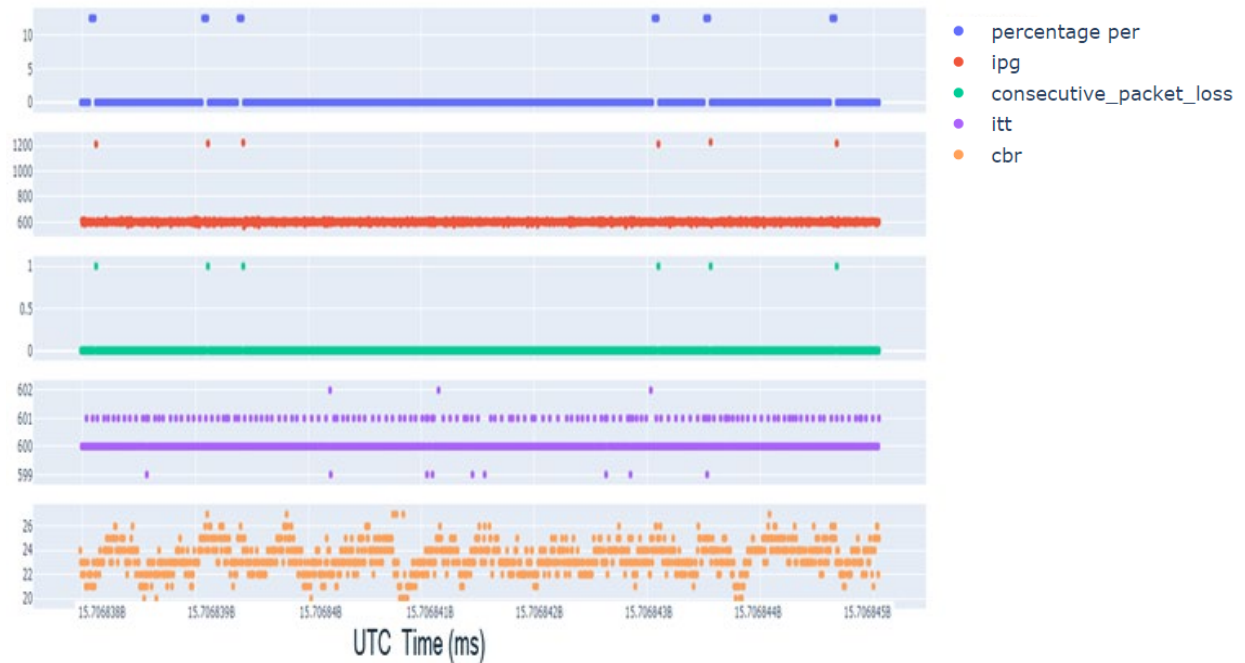 10
5
0
1200
1000
800
600
1
0.5
0
602
601
600
599
26
24
22
20
15.706838B 15.706839B 15.70684B 15.706841B 15.706842B 15.706843B 15.706844B 15.706845B
UTC Time (ms)
percentage per
ipg
consecutive_packet_loss
itt
cbr